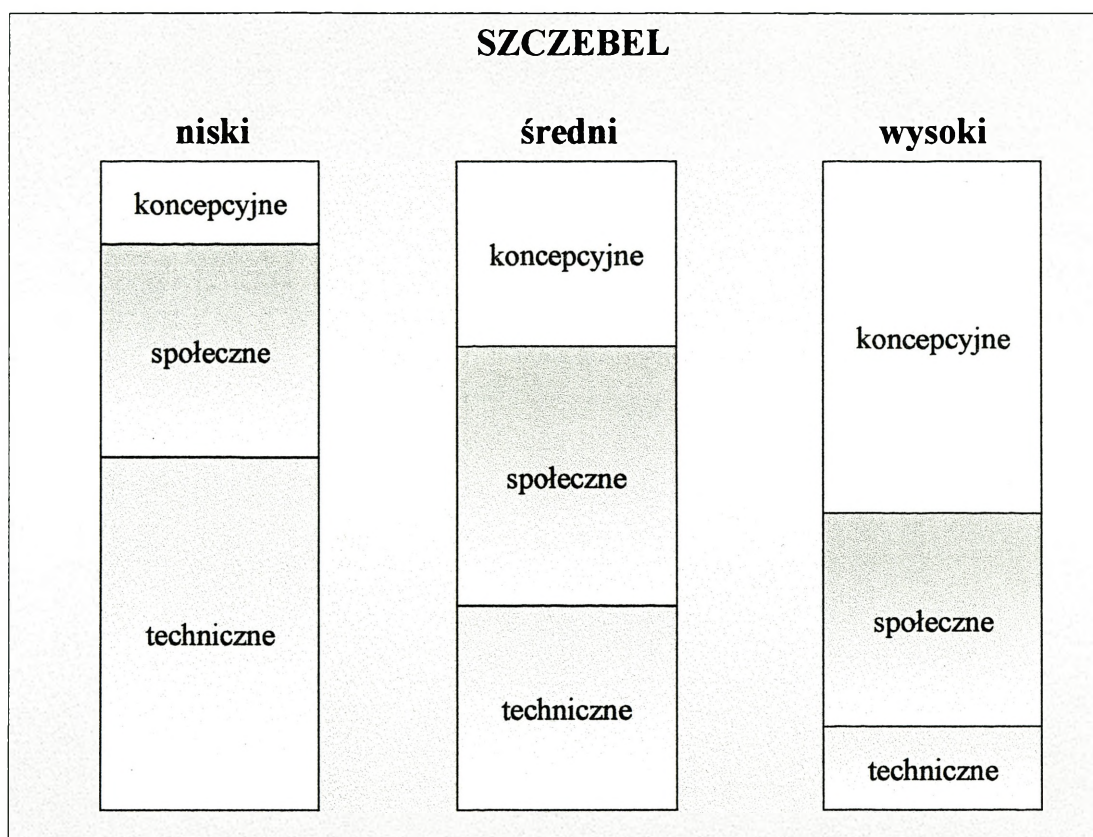 SZCZEBEL
niski średni wysoki
koncepcyjne
społeczne
techniczne
koncepcyjne
społeczne
techniczne
koncepcyjne
społeczne
techniczne